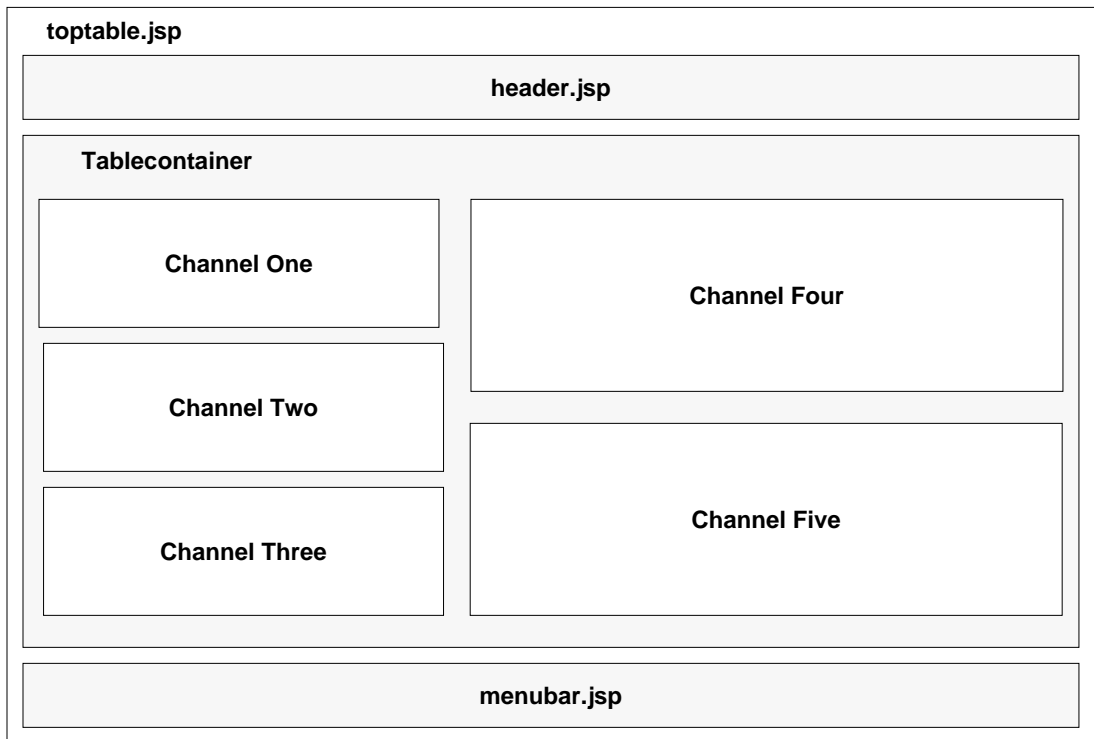 toptable.jsp
header.jsp
Tablecontainer
Channel One
Channel Two
Channel Three
Channel Four
Channel Five
menubar.jsp